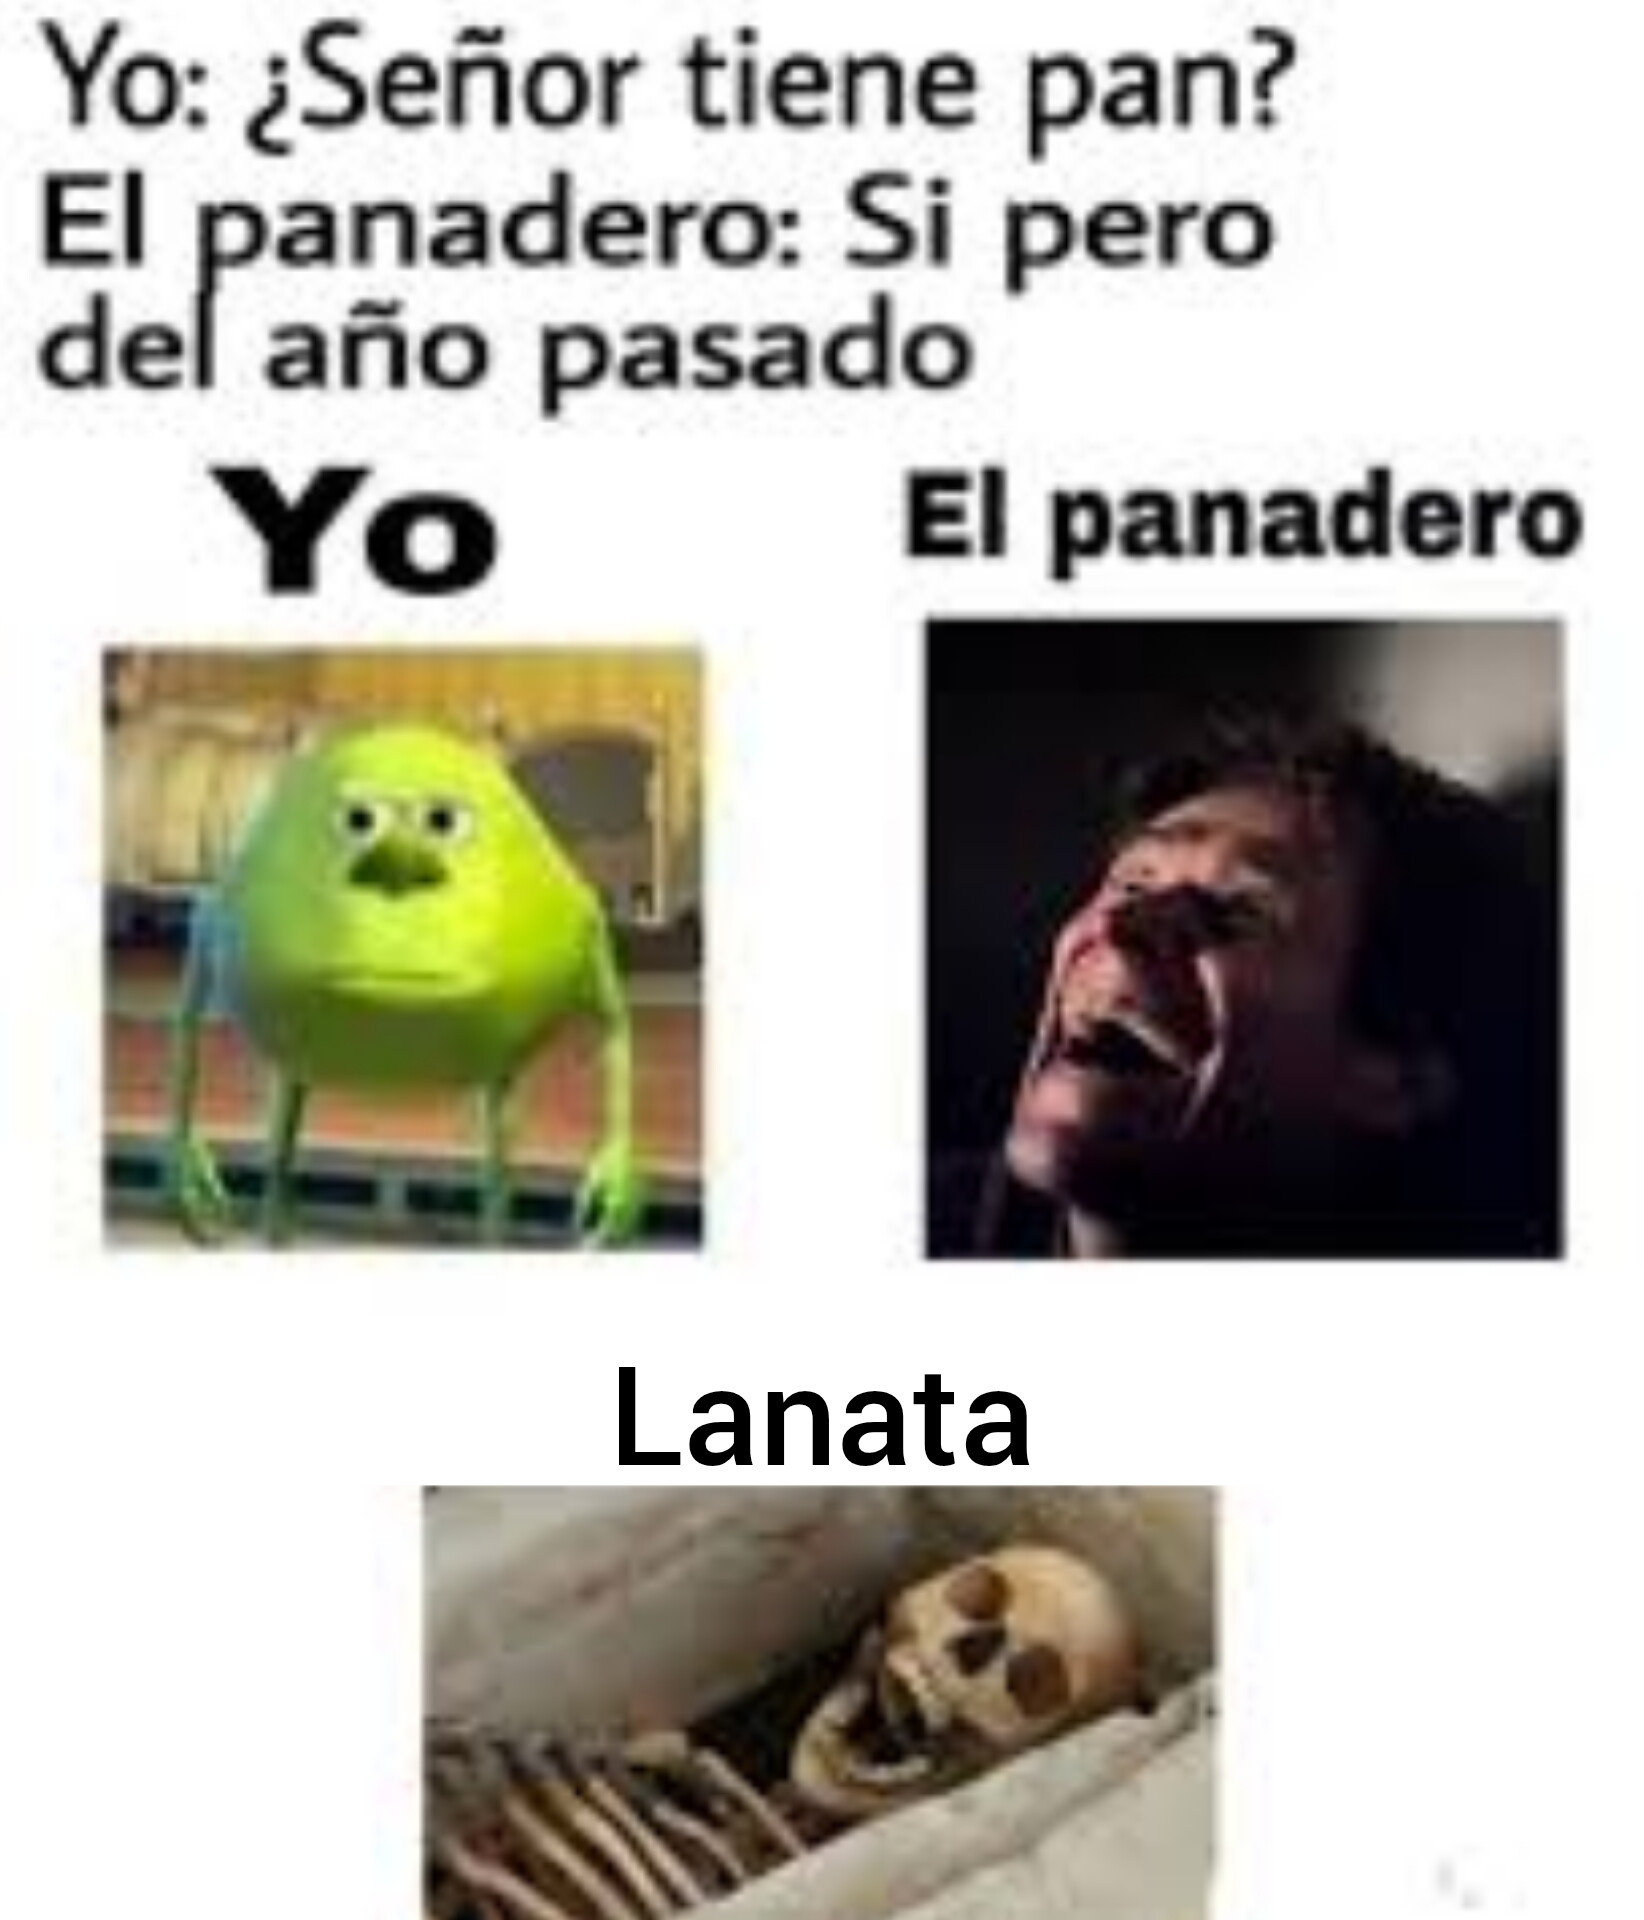 Yo: ¿Señor tiene pan?
El panadero: Si pero
del año pasado
Yo
El panadero
Lanata